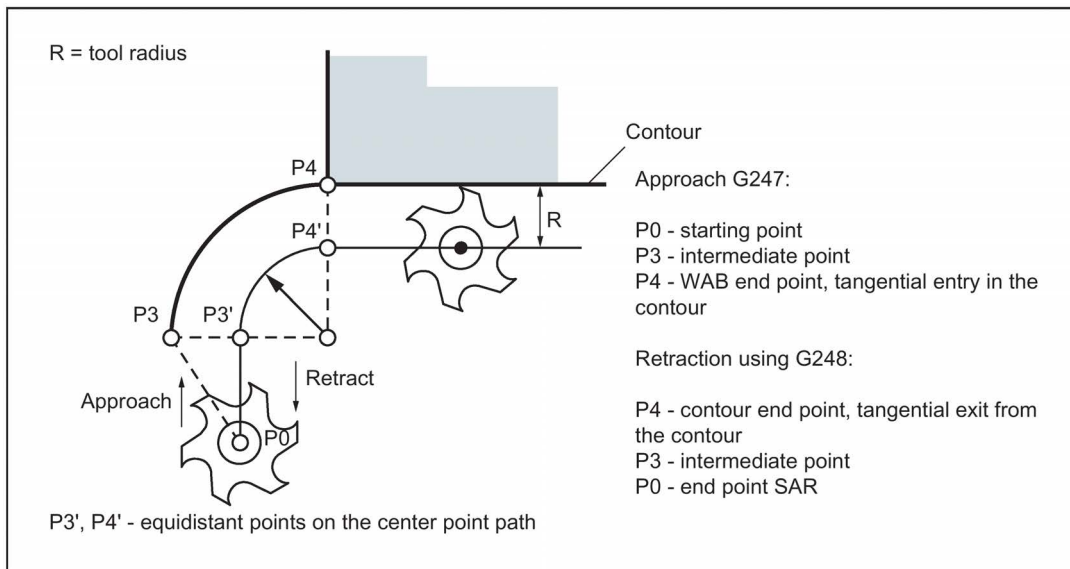 R = tool radius
Contour
P4
R
P4'
P3
P3'
Approach
Retract
P0
P3', P4' - equidistant points on the center point path
Approach G247:
P0 - starting point
P3 - intermediate point
P4 - WAB end point, tangential entry in the
contour
Retraction using G248:
P4 - contour end point, tangential exit from
the contour
P3 - intermediate point
P0 - end point SAR